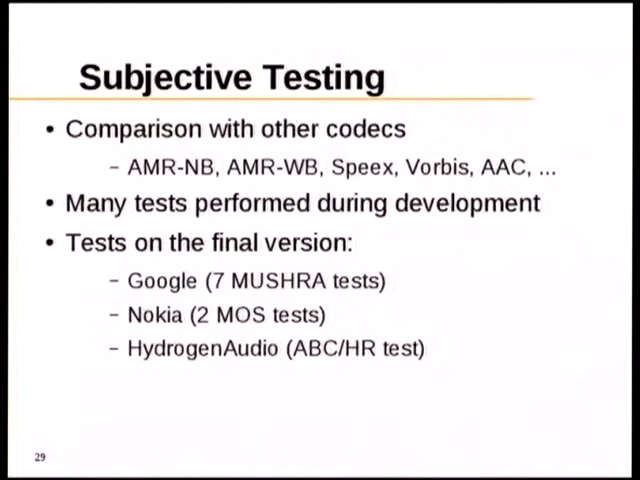 Subjective Testing
• Comparison with other codecs
– AMR-NB, AMR-WB, Speex, Vorbis, AAC, ...
• Many tests performed during development
• Tests on the final version:
– Google (7 MUSHRA tests)
– Nokia (2 MOS tests)
– HydrogenAudio (ABC/HR test)
29